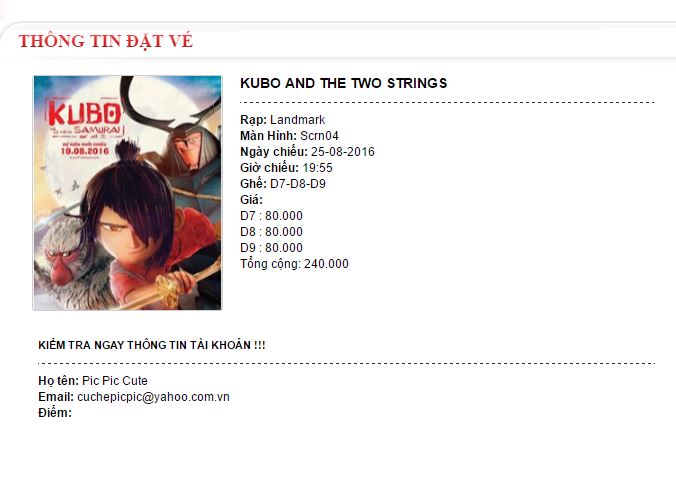 THÔNG TIN ĐẶT VÉ
KUBO
SAMURAI
19.08.2016
KUBO AND THE TWO STRINGS
Rạp: Landmark
Màn Hình: Scrn04
Ngày chiếu: 25-08-2016
Giờ chiếu: 19:55
Ghế: D7-D8-D9
Giá:
D7 : 80.000
D8 : 80.000
D9 : 80.000
Tổng cộng: 240.000
KIỂM TRA NGAY THÔNG TIN TÀI KHOẢN !!!
Họ tên: Pic Pic Cute
Email: cuchepicpic@yahoo.com.vn
Điểm: